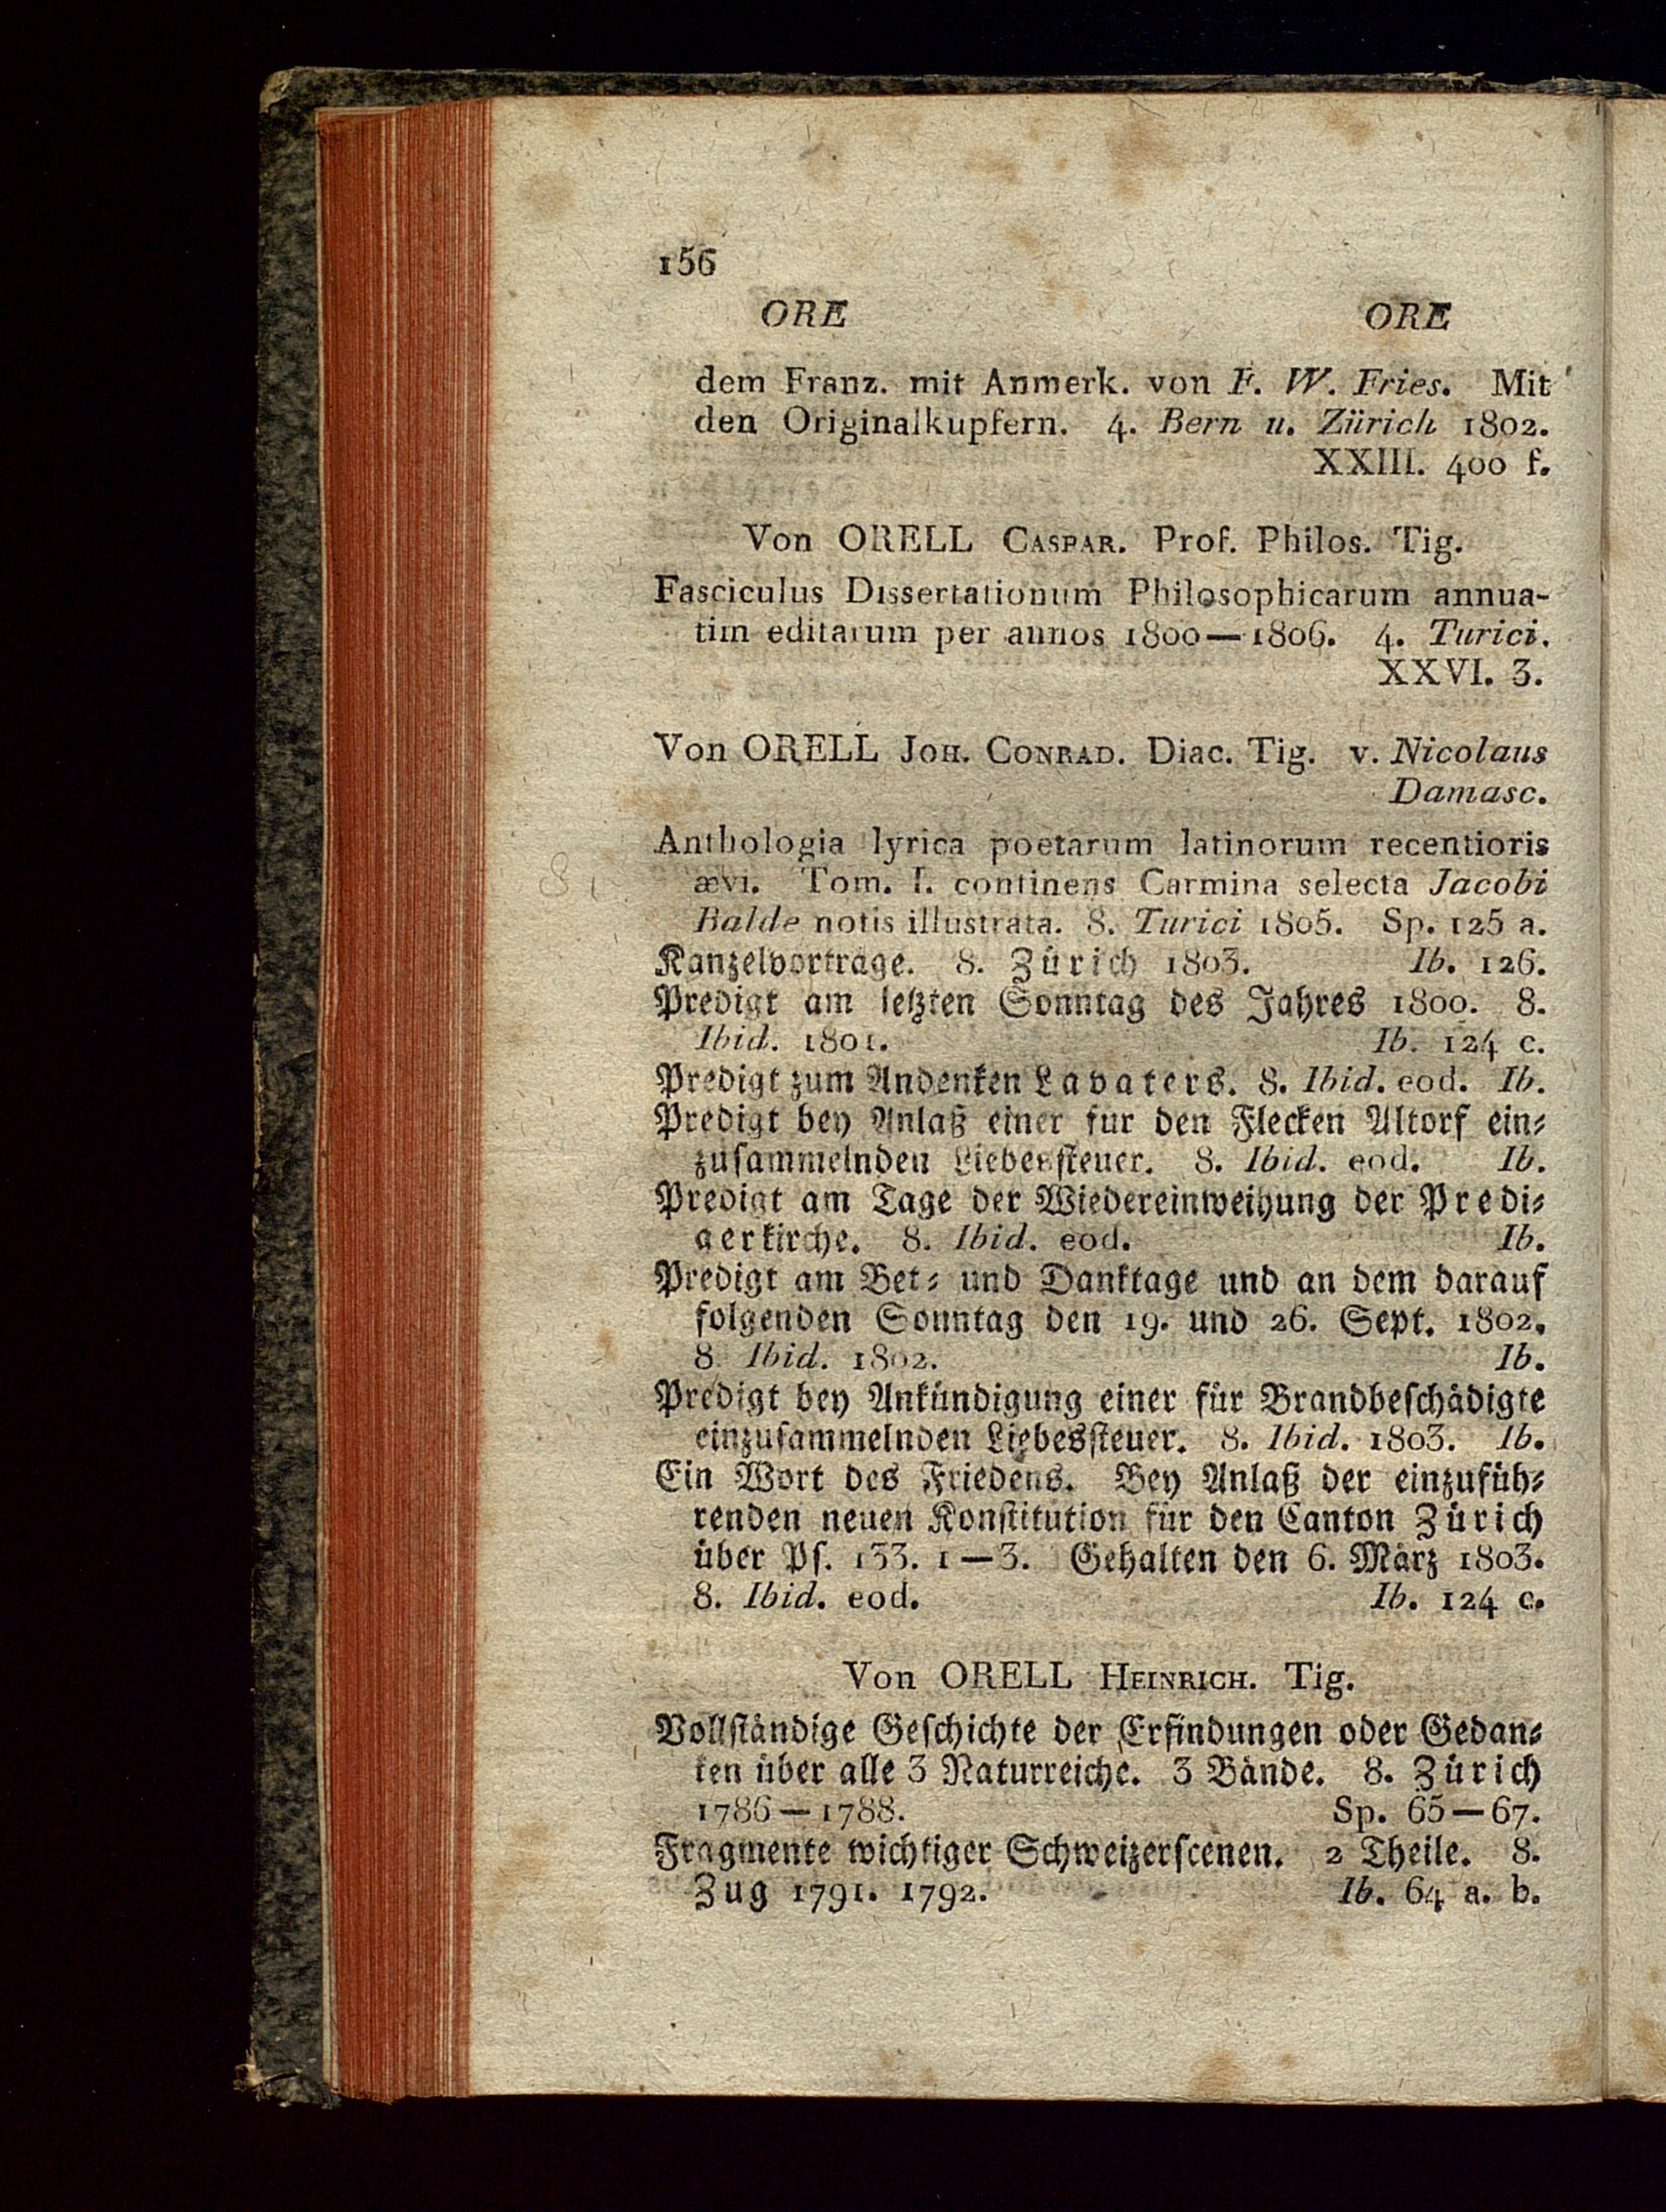 156
ORE ORE
dem Franz. mit Anmerk. von F. W. Fries. Mit
den Originalkupfern. 4. Bern u. Zürich 1802.
XXIII. 400 f.
Von ORELL CASPAR. Prof. Philos. Tig.
Fasciculus Dissertationum Philosophicarum annua-
tim editarum per annos 1800—1806. 4. Turici.
XXVI. 3.
Von ORELL JOH. CONRAD. Diac. Tig. v. Nicolaus
Damasc.
Anthologia lyrica poetarum latinorum recentioris
ævi. Tom. I. continens Carmina selecta Jacobi
Balde notis illustrata. 8. Turici 1805. Sp. 125 a.
Kanzelvorträge. 8. Zürich 1803. Ib. 126.
Predigt am letzten Sonntag des Jahres 1800. 8.
Ibid. 1801. Ib. 124 c.
Predigt zum Andenken Lavaters. 8. Ibid. eod. Ib.
Predigt bey Anlaß einer für den Flecken Altorf ein-
zusammelnden Liebessteuer. 8. Ibid. eod. Ib.
Predigt am Tage der Wiedereinweihung der Predi-
gerkirche. 8. Ibid. eod. Ib.
Predigt am Bet- und Danktage und an dem darauf
folgenden Sonntag den 19. und 26. Sept. 1802.
8. Ibid. 1802. Ib.
Predigt bey Ankündigung einer für Brandbeschädigte
einzusammelnden Liebessteuer. 8. Ibid. 1803. Ib.
Ein Wort des Friedens. Bey Anlaß der einzufüh-
renden neuen Konstitution für den Canton Zürich
über Ps. 133. 1—3. Gehalten den 6. März 1803.
8. Ibid. eod. Ib. 124 c.
Von ORELL HEINRICH. Tig.
Vollständige Geschichte der Erfindungen oder Gedan-
ken über alle 3 Naturreiche. 3 Bände. 8. Zürich
1786—1788. Sp. 65—67.
Fragmente wichtiger Schweizerscenen. 2 Theile. 8.
Zug 1791. 1792. Ib. 64 a. b.